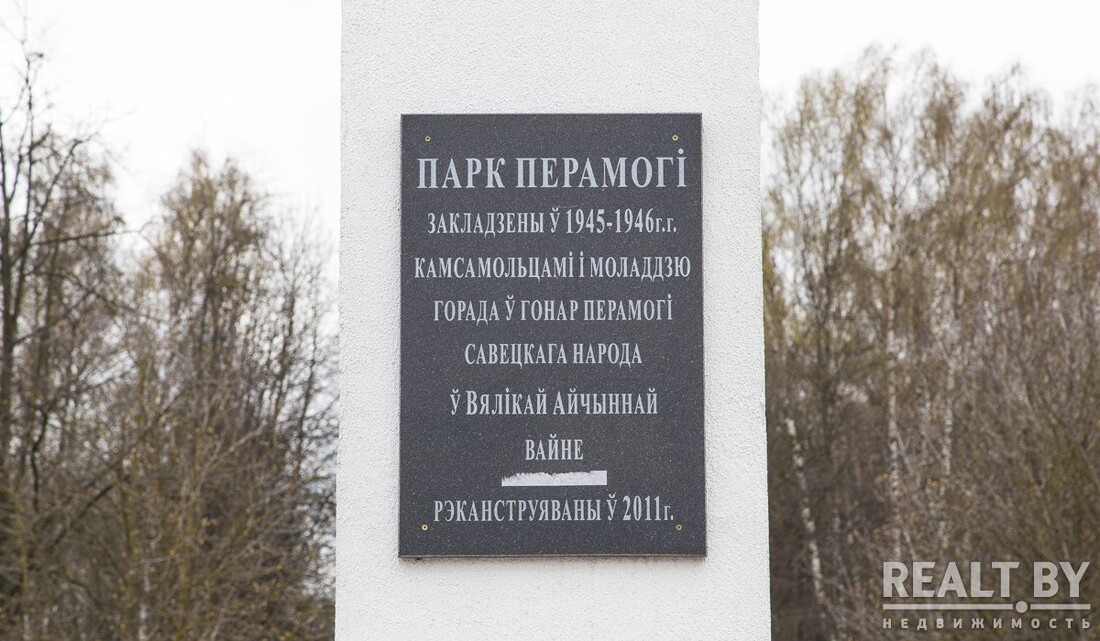 ПАРК ПЕРАМОГІ
ЗАКЛАДЗЕНЫ Ў 1945-1946г.г.
КАМСАМОЛЬЦАМІ І МОЛАДДЗЮ
ГОРАДА Ў ГОНАР ПЕРАМОГІ
САВЕЦКАГА НАРОДА
Ў ВЯЛІКАЙ АЙЧЫННАЙ
ВАЙНЕ
РЭКАНСТРУЯВАНЫ Ў 2011г.
REALT.BY
НЕДВИЖИМОСТЬ